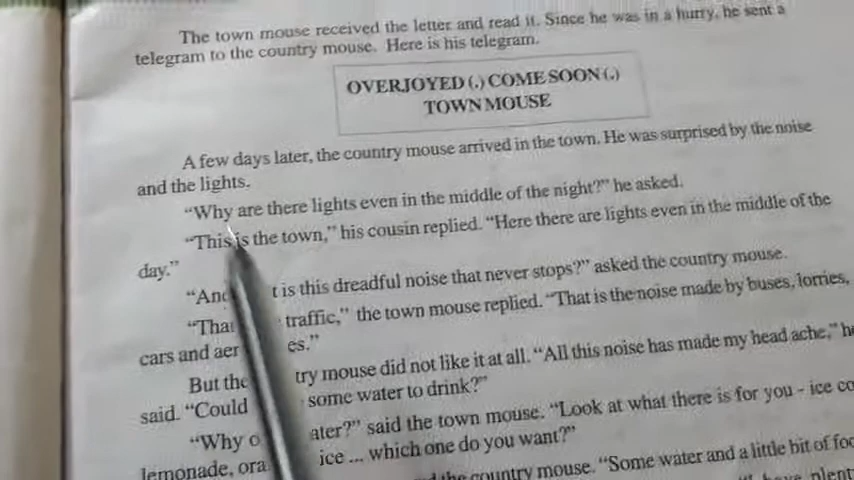 The town mouse received the letter and read it. Since he was in a hurry, he sent a
telegram to the country mouse. Here is his telegram.
OVERJOYED (.) COME SOON (.)
TOWN MOUSE
A few days later, the country mouse arrived in the town. He was surprised by the noise
and the lights.
"Why are there lights even in the middle of the night?" he asked.
"This is the town," his cousin replied. "Here there are lights even in the middle of the
day."
"And t is this dreadful noise that never stops?" asked the country mouse.
"That traffic," the town mouse replied. "That is the noise made by buses, lorries,
cars and aer es."
But the try mouse did not like it at all. "All this noise has made my head ache," he
said. "Could some water to drink?"
"Why o ater?" said the town mouse. "Look at what there is for you - ice co
lemonade, ora ice ... which one do you want?"
the country mouse. "Some water and a little bit of foo